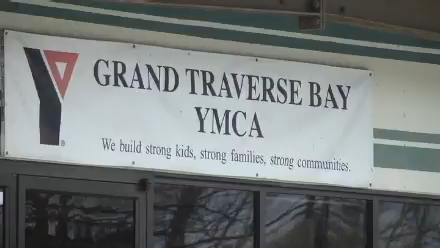 GRAND TRAVERSE BAY
YMCA
We build strong kids, strong families, strong communities.